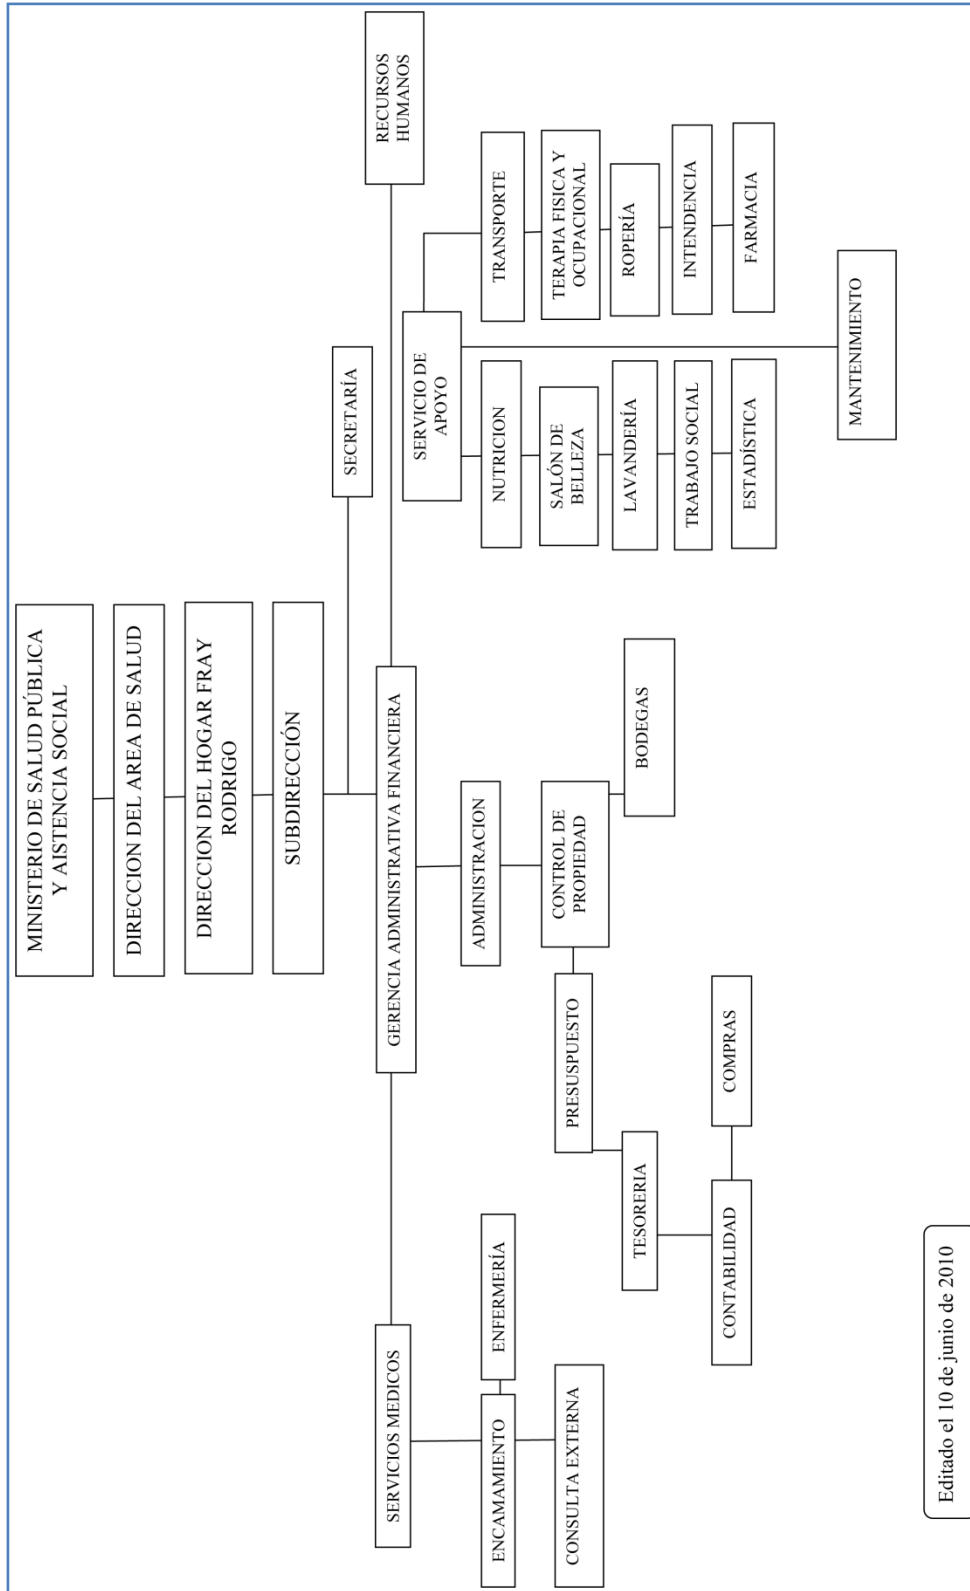 MINISTERIO DE SALUD PÚBLICA
Y AISTENCIA SOCIAL
DIRECCION DEL AREA DE SALUD
DIRECCION DEL HOGAR FRAY
RODRIGO
SUBDIRECCIÓN
SECRETARÍA
GERENCIA ADMINISTRATIVA FINANCIERA
SERVICIOS MEDICOS
RECURSOS
HUMANOS
ENCAMAMIENTO
ENFERMERÍA
CONSULTA EXTERNA
ADMINISTRACION
CONTROL DE
PROPIEDAD
PRESUSPUESTO
BODEGAS
TESORERIA
CONTABILIDAD
COMPRAS
SERVICIO DE
APOYO
NUTRICION
SALÓN DE
BELLEZA
LAVANDERÍA
TRABAJO SOCIAL
ESTADÍSTICA
TRANSPORTE
TERAPIA FISICA Y
OCUPACIONAL
ROPERÍA
INTENDENCIA
FARMACIA
MANTENIMIENTO
Editado el 10 de junio de 2010